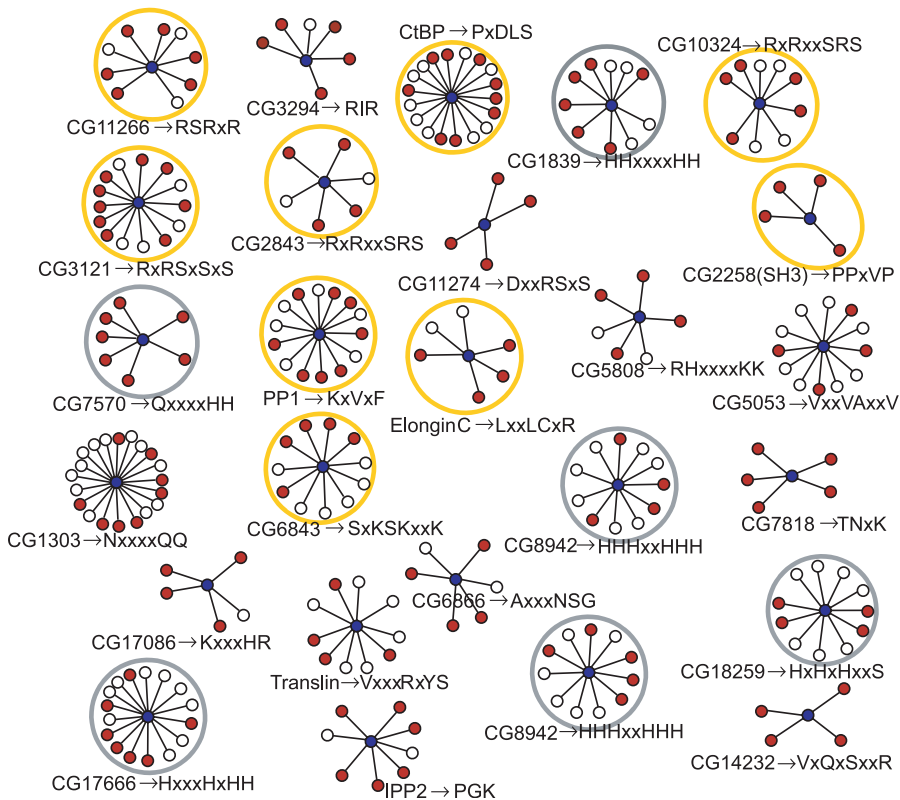 CtBP→PxDLS
CG10324→RxRxxSRS
CG11266→RSRxR
CG3294→RIR
CG1839→HHxxxxHH
CG2843→RxRxxSRS
CG3121→RxRSxSxS
CG11274→DxxRSxS
CG2258(SH3)→PPxVP
CG5808→RHxxxxKK
CG7570→QxxxxHH
PP1→KxVxF
CG5053→VxxVAxxV
ElonginC→LxxLCxR
CG6843→SxKSKxxK
CG7818→TNxK
CG1303→NxxxxQQ
CG8942→HHHxxHHH
CG6866→AxxxNSG
CG17086→KxxxHR
CG18259→HxHxHxxS
Translin→VxxxRxYS
CG8942→HHHxxHHH
CG14232→VxQxSxxR
CG17666→HxxxHxHH
IPP2→PGK